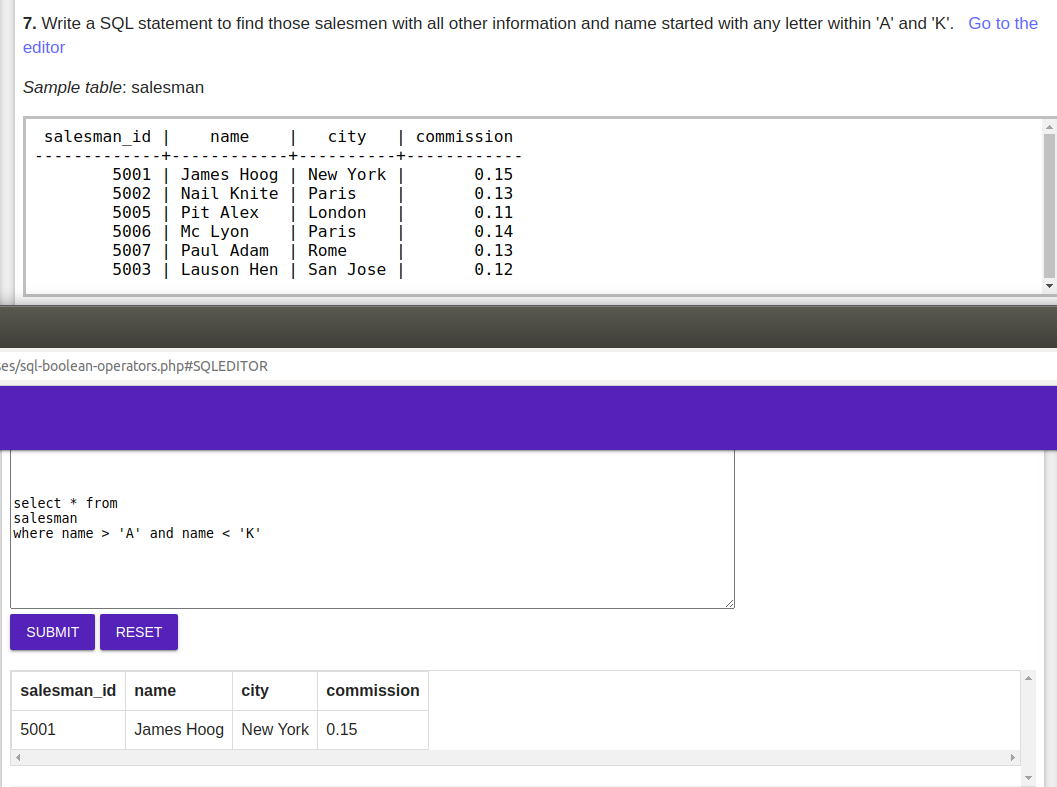 7. Write a SQL statement to find those salesmen with all other information and name started with any letter within 'A' and 'K'. Go to the
editor
Sample table: salesman
salesman_id | name | city | commission
-------------+------------+----------+------------
5001 | James Hoog | New York | 0.15
5002 | Nail Knite | Paris | 0.13
5005 | Pit Alex | London | 0.11
5006 | Mc Lyon | Paris | 0.14
5007 | Paul Adam | Rome | 0.13
5003 | Lauson Hen | San Jose | 0.12
es/sql-boolean-operators.php#SQLEDITOR
select * from
salesman
where name > 'A' and name < 'K'
SUBMIT RESET
salesman_id name city commission
5001 James Hoog New York 0.15